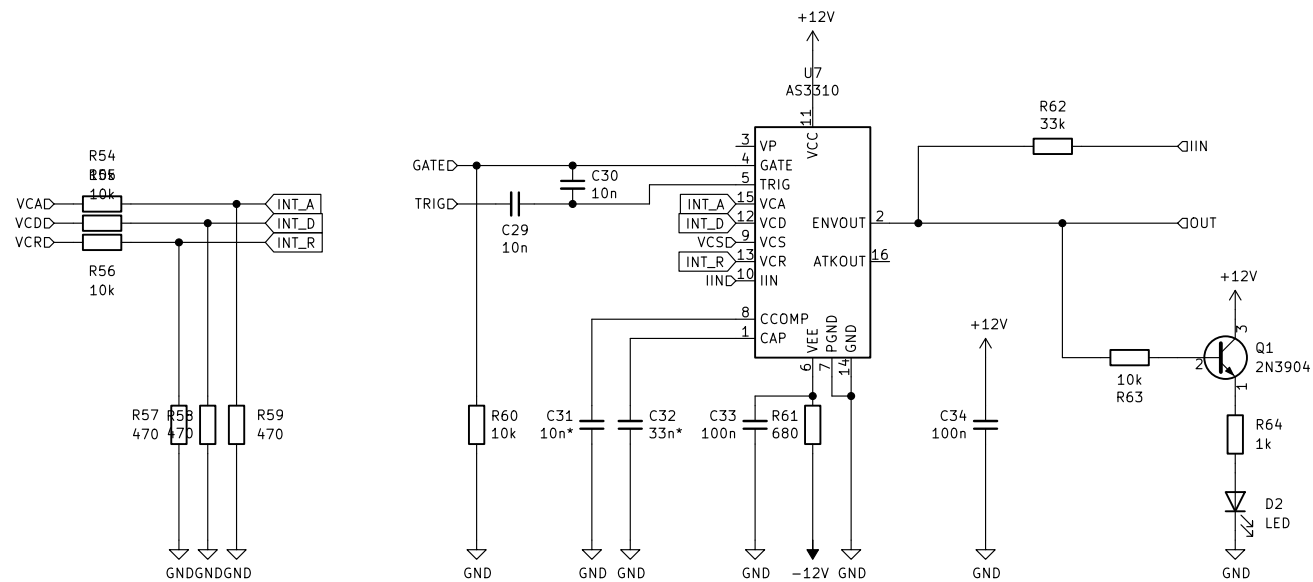 +12V
U7
AS3310
R62
33k
11
VCC
3
VP
IIN
R54
R55
10k
10k
GATE
4
GATE
C30
10n
5
TRIG
VCA
INT_A
TRIG
INT_A
15
VCA
VCD
INT_D
C29
10n
INT_D
12
VCD
ENVOUT
2
OUT
VCR
INT_R
VCS
9
VCS
R56
10k
INT_R
13
VCR
ATKOUT
16
IIN
10
IIN
+12V
8
CCOMP
1
CAP
VEE
PGND
GND
6
7
14
+12V
3
Q1
2N3904
2
1
10k
R63
R57
470
R58
470
R59
470
R60
10k
C31
10n*
C32
33n*
C33
100n
R61
680
C34
100n
R64
1k
D2
LED
GND
GND
GND
GND
GND
GND
GND
-12V
GND
GND
GND